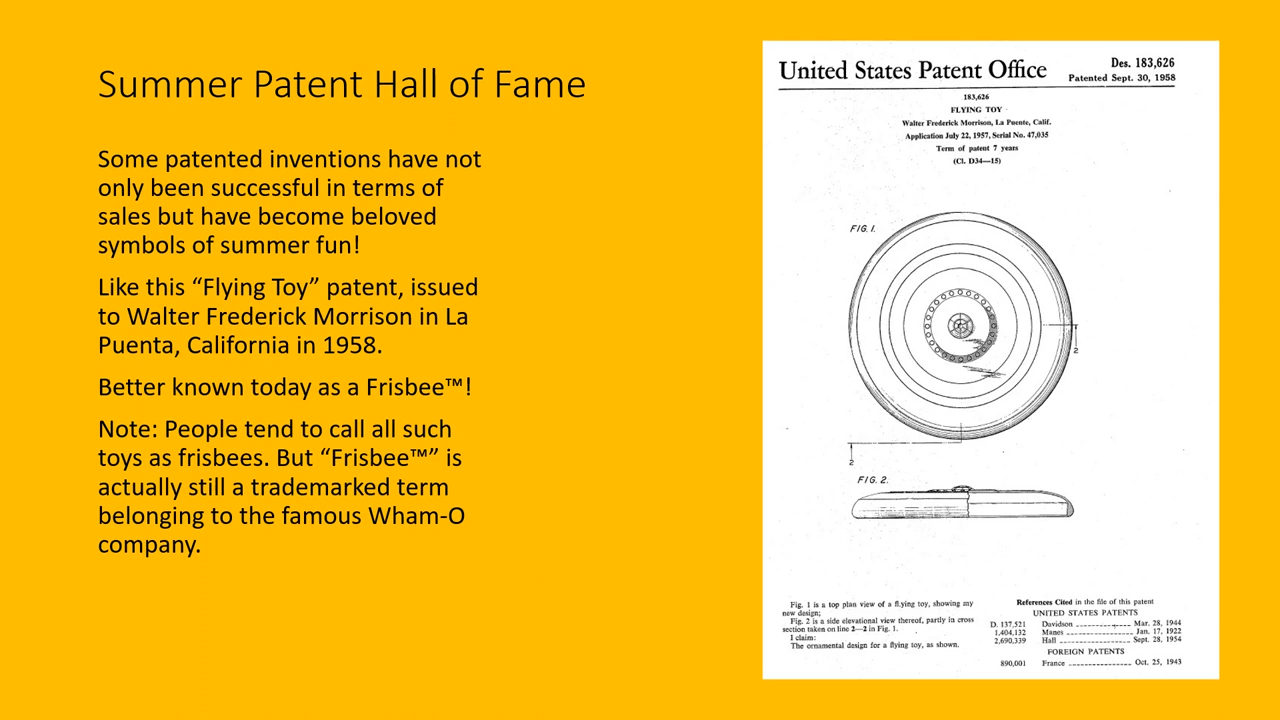 Summer Patent Hall of Fame
Some patented inventions have not
only been successful in terms of
sales but have become beloved
symbols of summer fun!
Like this “Flying Toy” patent, issued
to Walter Frederick Morrison in La
Puenta, California in 1958.
Better known today as a Frisbee™!
Note: People tend to call all such
toys as frisbees. But “Frisbee™” is
actually still a trademarked term
belonging to the famous Wham-O
company.
United States Patent Office
Des. 183,626
Patented Sept. 30, 1958
183,626
FLYING TOY
Walter Frederick Morrison, La Puente, Calif.
Application July 22, 1957, Serial No. 47,035
Term of patent 7 years
(Cl. D34—15)
FIG. 1.
2
2
FIG. 2.
Fig. 1 is a top plan view of a flying toy, showing my
new design;
Fig. 2 is a side elevational view thereof, partly in cross
section taken on line 2—2 in Fig. 1.
I claim:
The ornamental design for a flying toy, as shown.
References Cited in the file of this patent
UNITED STATES PATENTS
D. 137,521 Davidson Mar. 28, 1944
1,404,132 Manes Jan. 17, 1922
2,690,339 Hall Sept. 28, 1954
FOREIGN PATENTS
890,001 France Oct. 25, 1943